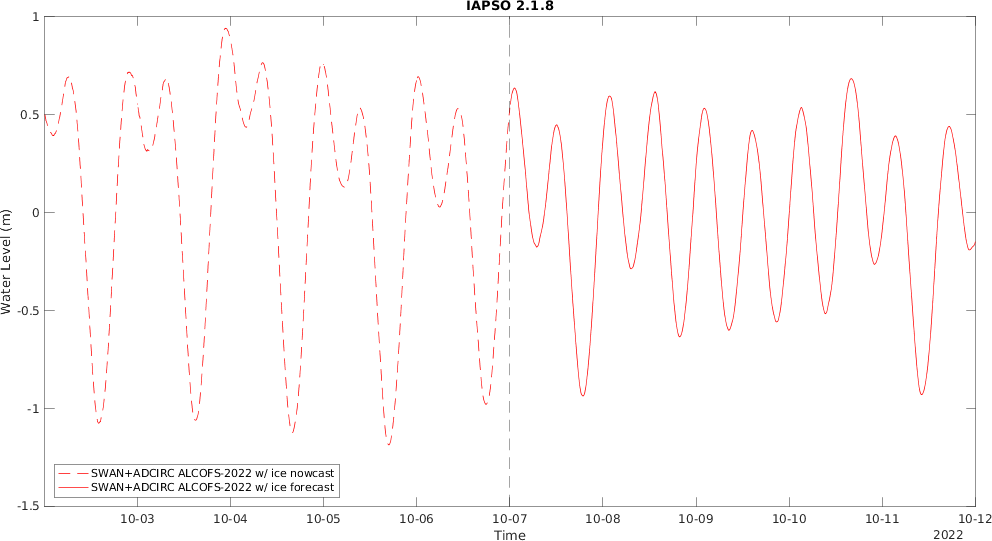 IAPSO 2.1.8
1
0.5
0
-0.5
-1
-1.5
Water Level (m)
SWAN+ADCIRC ALCOFS-2022 w/ ice nowcast
SWAN+ADCIRC ALCOFS-2022 w/ ice forecast
10-03 10-04 10-05 10-06 10-07 10-08 10-09 10-10 10-11 10-12
Time
2022